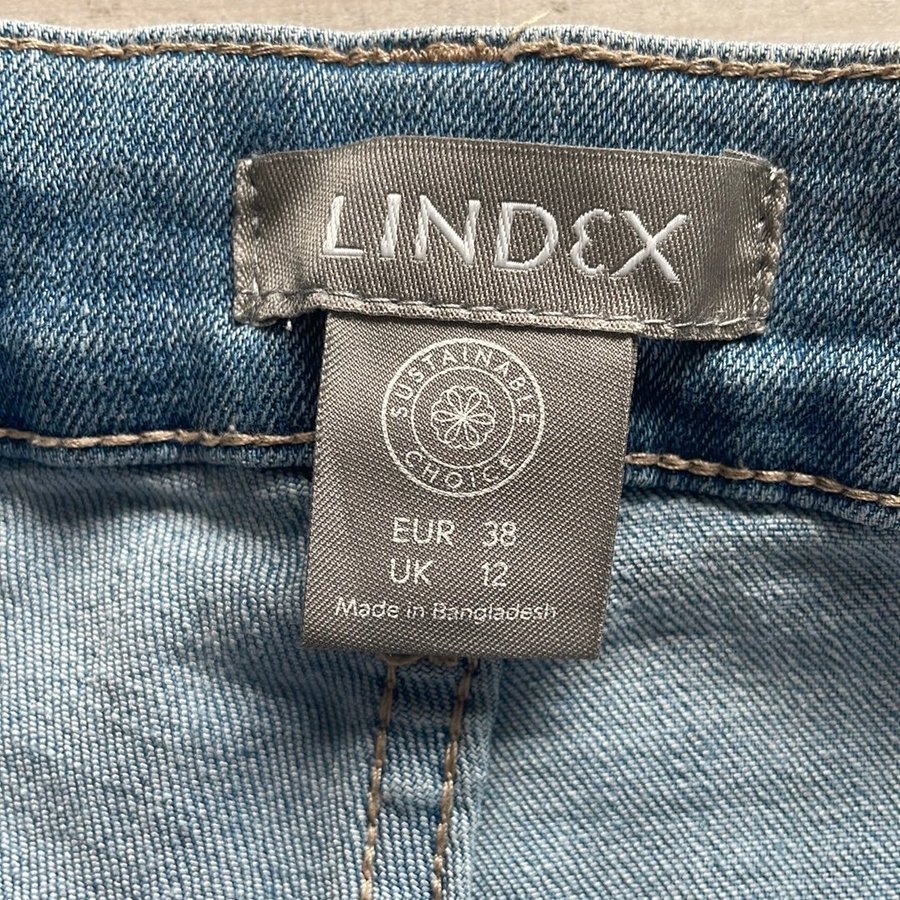 LINDEX
SUSTAINABLE
CHOICE
EUR 38
UK 12
Made in Bangladesh